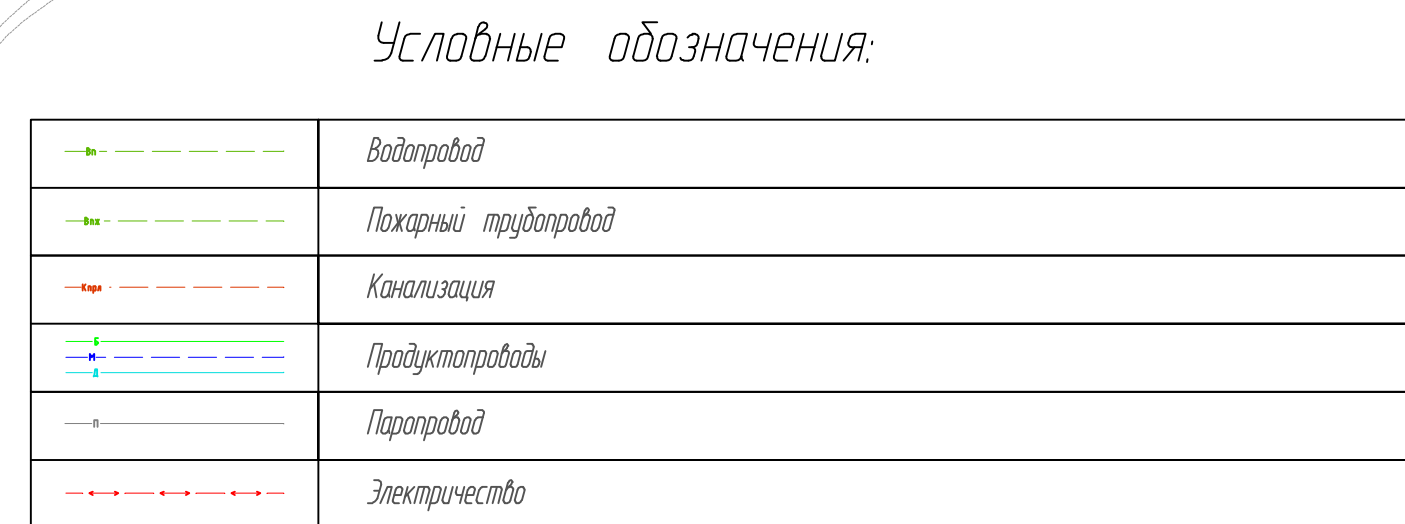 Условные обозначения:
Вп Водопровод
Впж Пожарный трубопровод
Кпрл Канализация
Б
М Продуктопроводы
Д
П Паропровод
Электричество